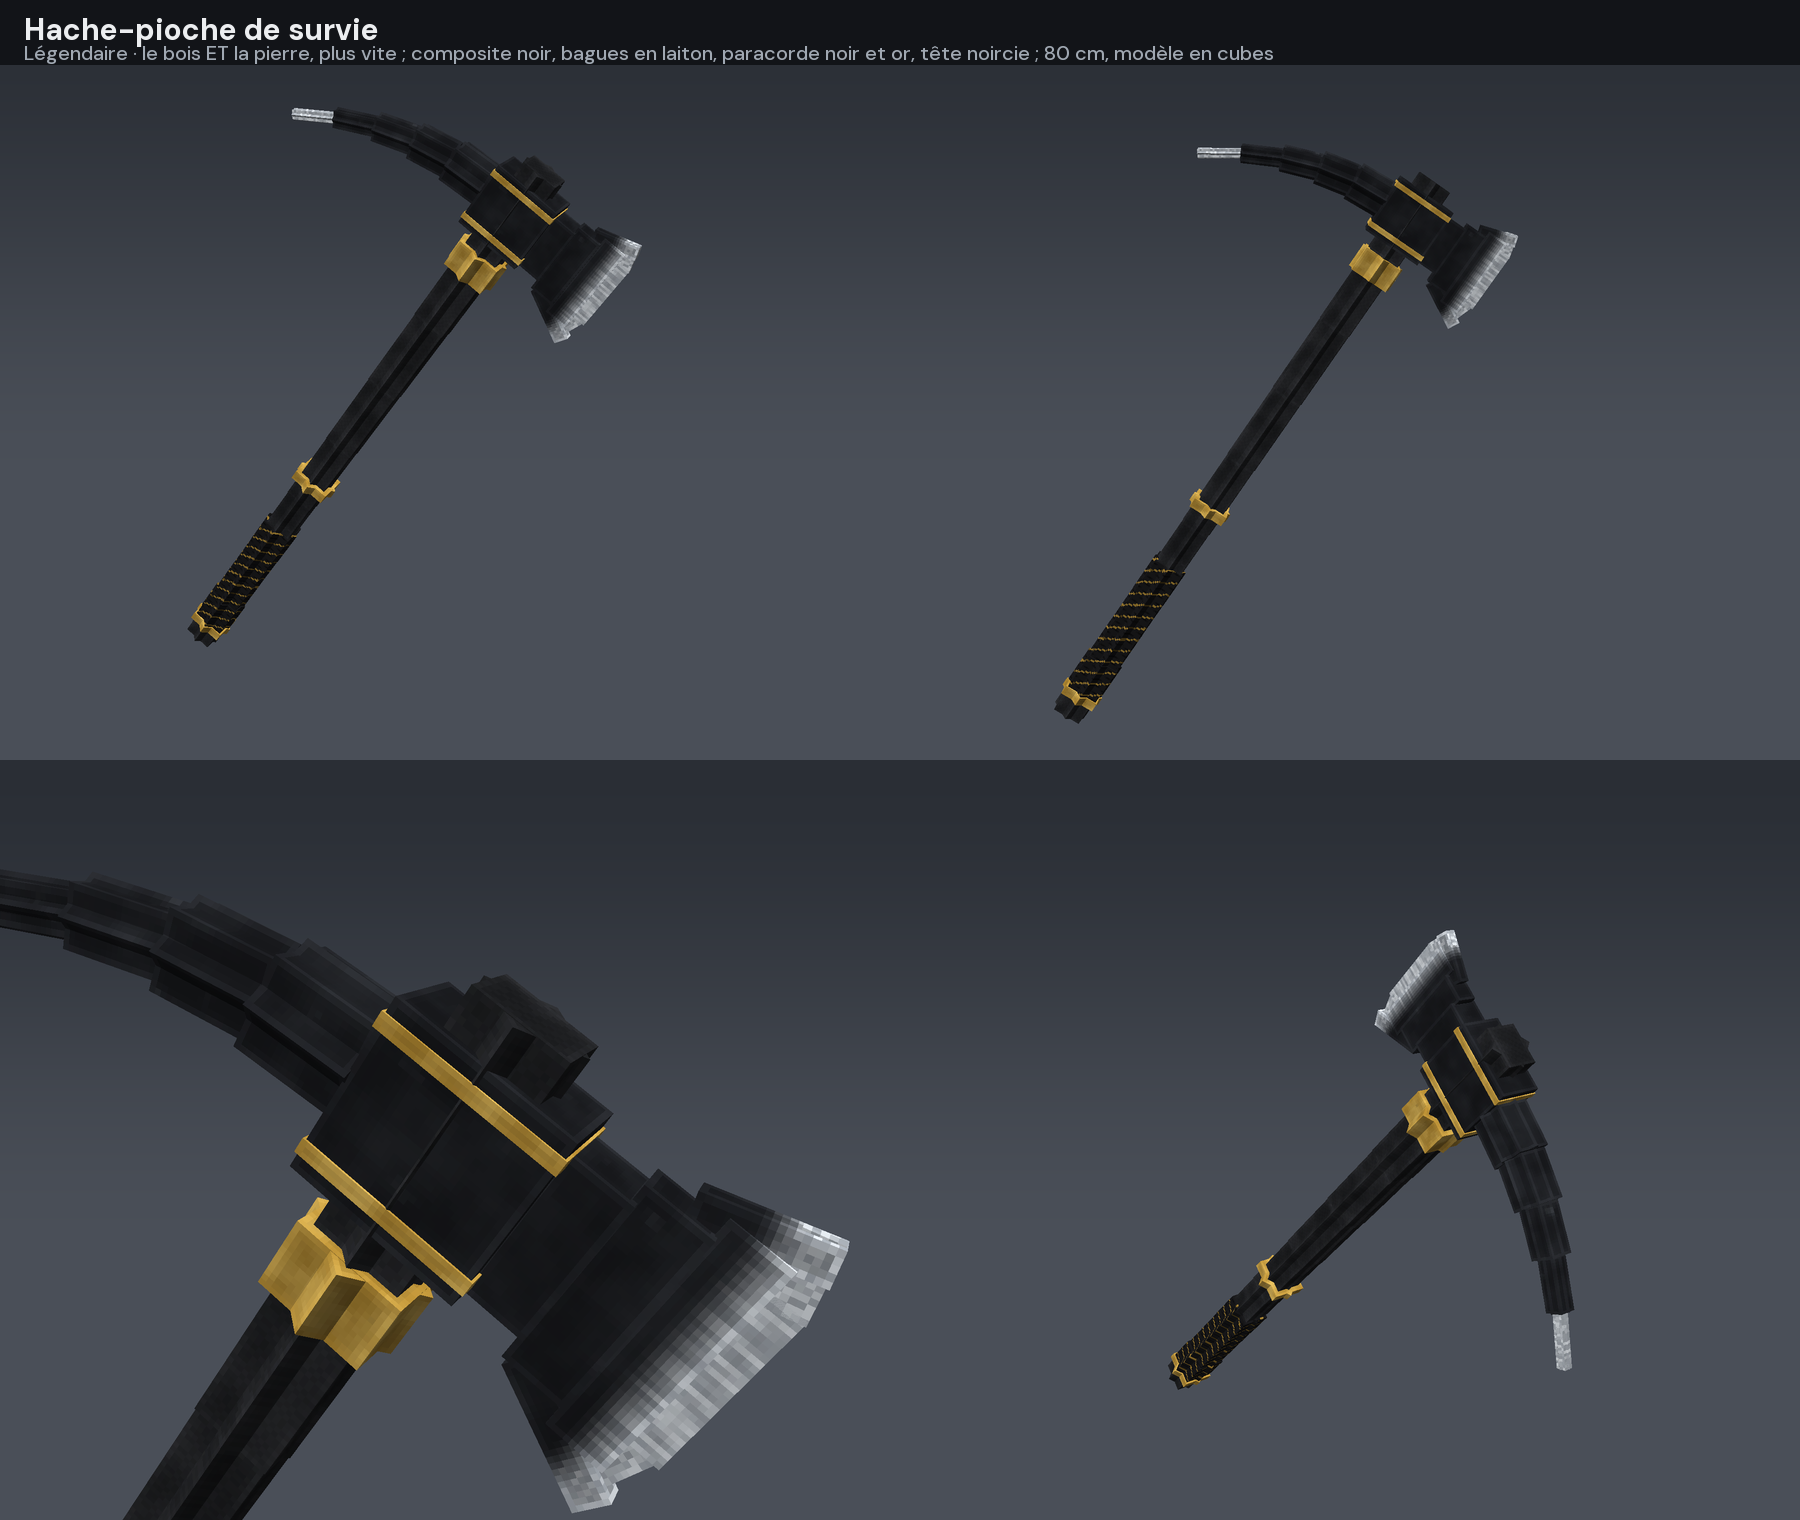 Hache-pioche de survie
Légendaire · le bois ET la pierre, plus vite ; composite noir, bagues en laiton, paracorde noir et or, tête noircie ; 80 cm, modèle en cubes